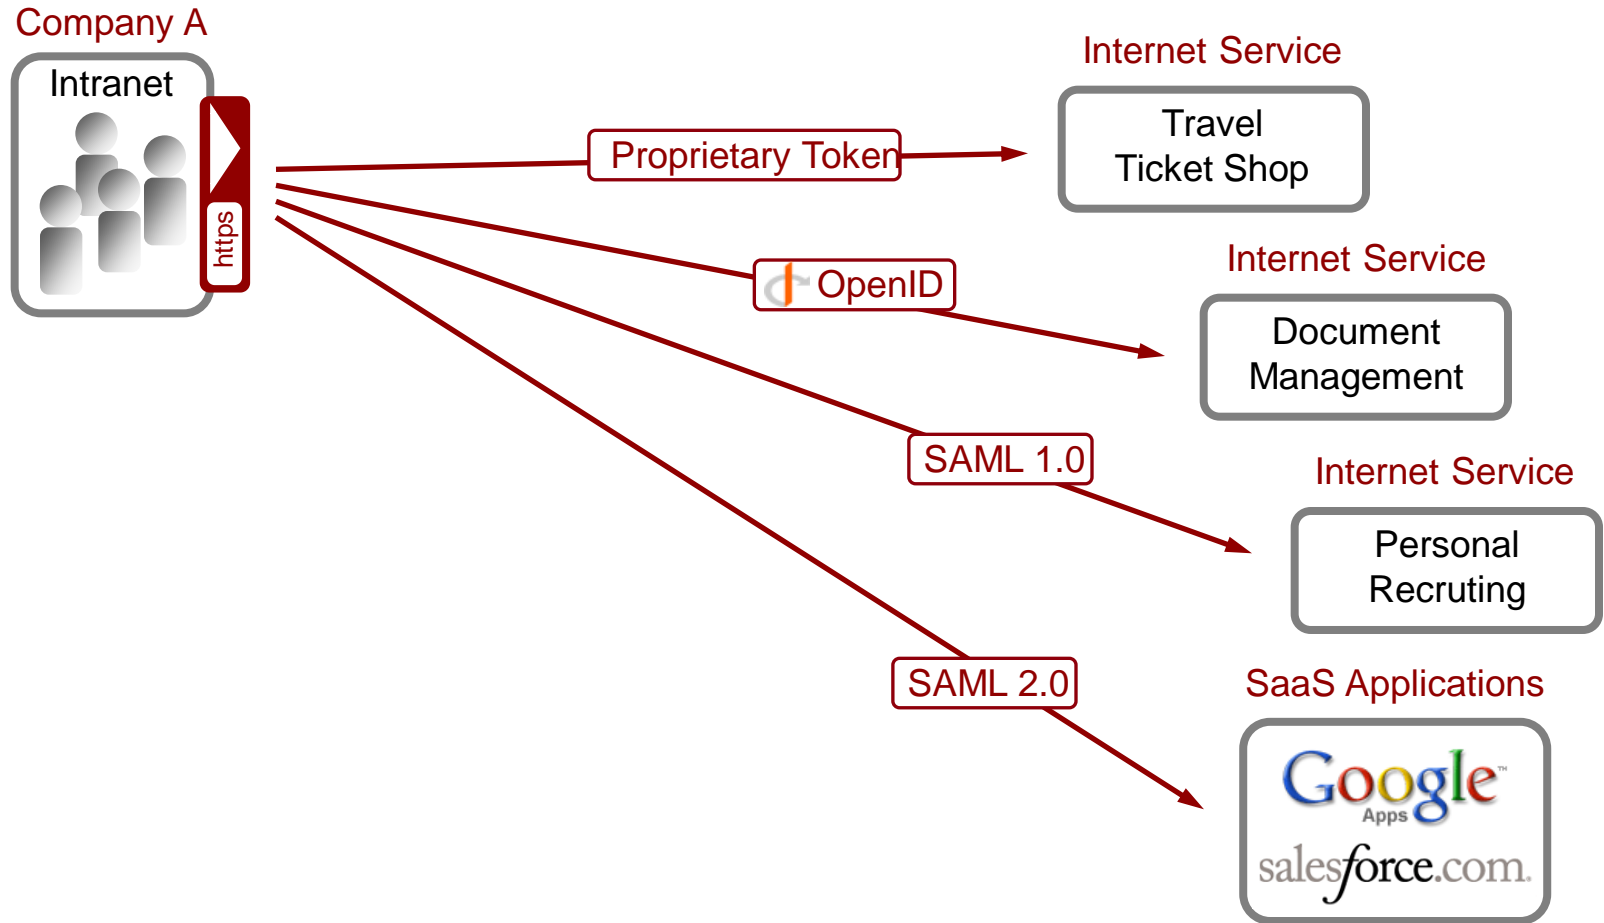 Company A
Intranet
https
Proprietary Token
Internet Service
Travel
Ticket Shop
OpenID
Internet Service
Document
Management
SAML 1.0
Internet Service
Personal
Recruting
SAML 2.0
SaaS Applications
Google™
Apps
salesforce.com.